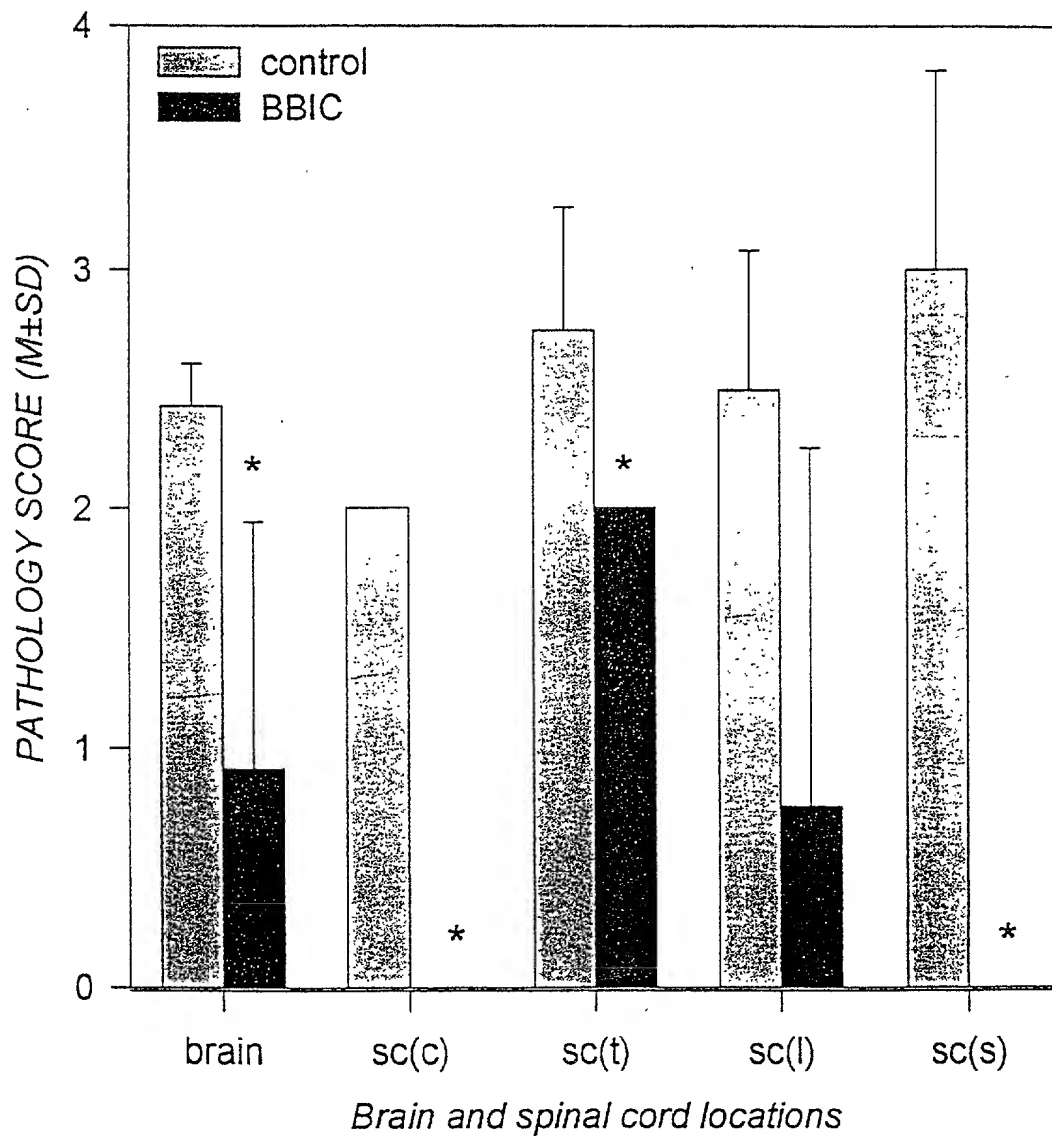 control
BBIC
PATHOLOGY SCORE (M±SD)
4
3
2
1
0
*
*
*
*
brain sc(c) sc(t) sc(l) sc(s)
Brain and spinal cord locations